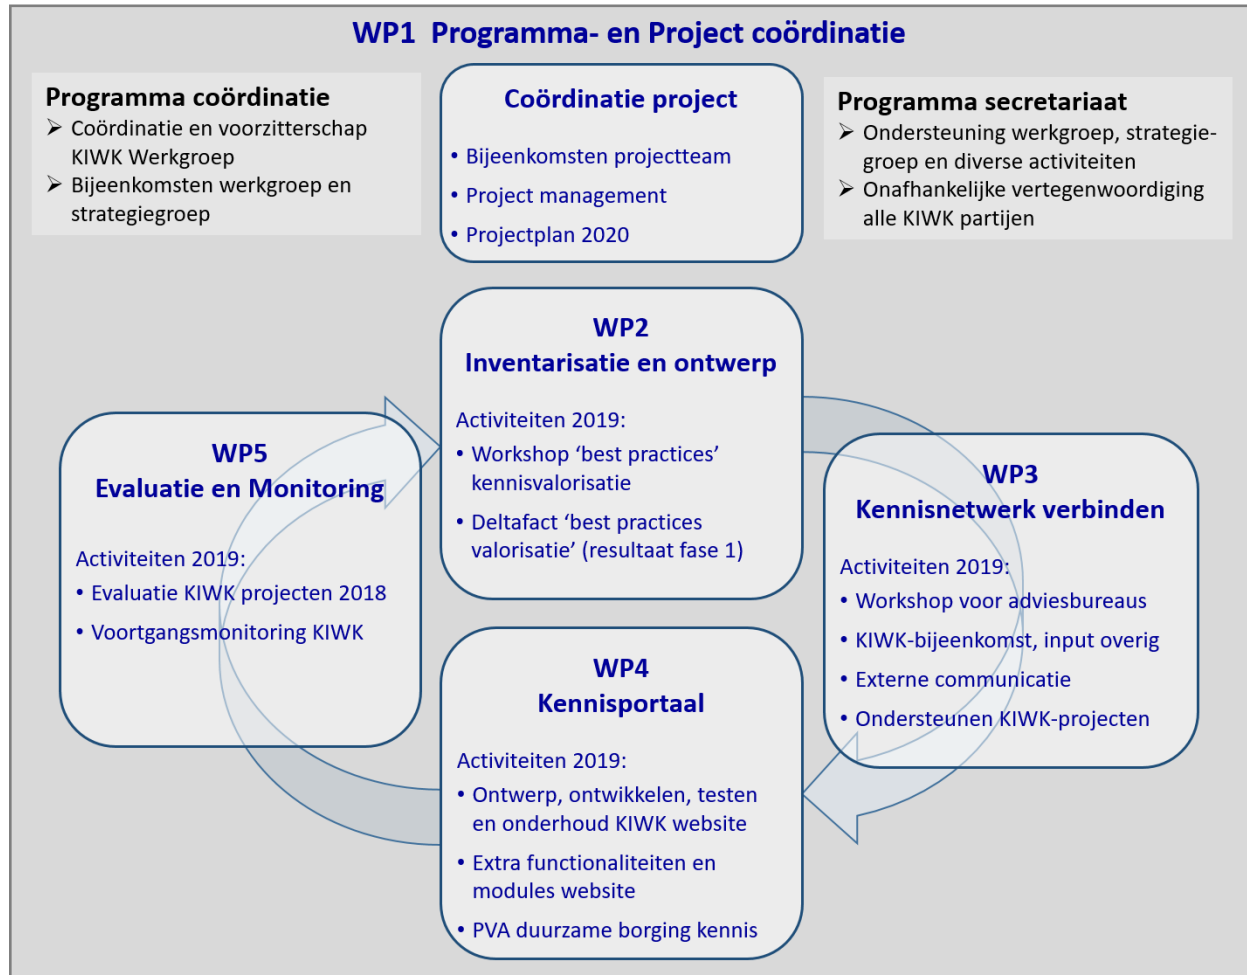 WP1 Programma- en Project coördinatie
Programma coördinatie
➢ Coördinatie en voorzitterschap
KIWK Werkgroep
➢ Bijeenkomsten werkgroep en
strategiegroep
Coördinatie project
• Bijeenkomsten projectteam
• Project management
• Projectplan 2020
Programma secretariaat
➢ Ondersteuning werkgroep, strategie-
groep en diverse activiteiten
➢ Onafhankelijke vertegenwoordiging
alle KIWK partijen
WP2
Inventarisatie en ontwerp
Activiteiten 2019:
• Workshop ‘best practices’
kennisvalorisatie
• Deltafact ‘best practices
valorisatie’ (resultaat fase 1)
WP3
Kennisnetwerk verbinden
Activiteiten 2019:
• Workshop voor adviesbureaus
• KIWK-bijeenkomst, input overig
• Externe communicatie
• Ondersteunen KIWK-projecten
WP4
Kennisportaal
Activiteiten 2019:
• Ontwerp, ontwikkelen, testen
en onderhoud KIWK website
• Extra functionaliteiten en
modules website
• PVA duurzame borging kennis
WP5
Evaluatie en Monitoring
Activiteiten 2019:
• Evaluatie KIWK projecten 2018
• Voortgangsmonitoring KIWK